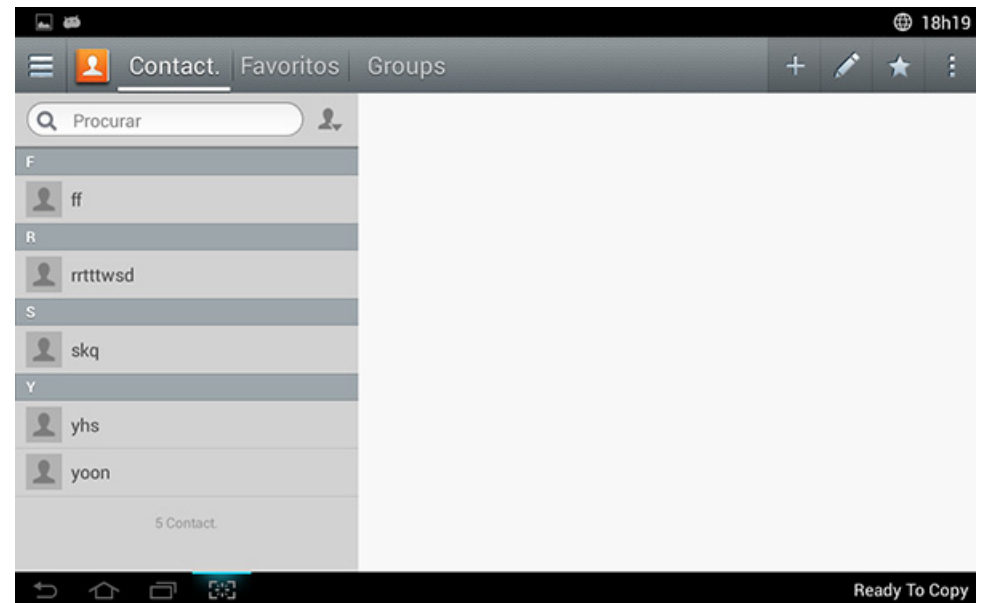 18h19
Contact. Favoritos Groups
Procurar
F
ff
R
rrtttwsd
S
skq
Y
yhs
yoon
5 Contact.
Ready To Copy